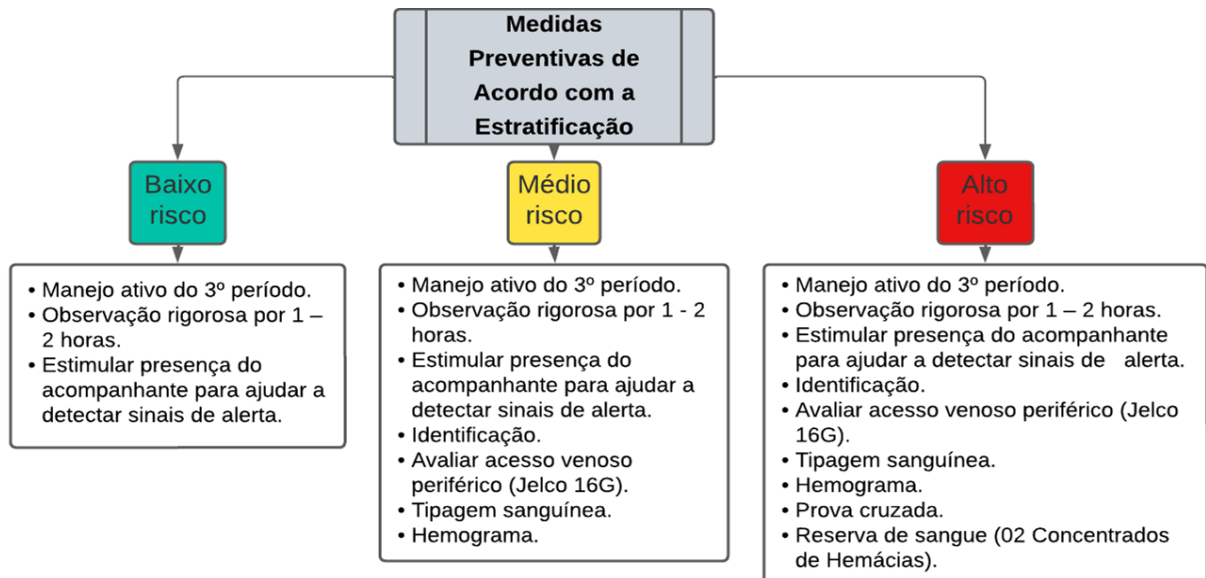 Medidas
Preventivas de
Acordo com a
Estratificação
Baixo
risco
Médio
risco
Alto
risco
• Manejo ativo do 3º período.
• Observação rigorosa por 1 –
2 horas.
• Estimular presença do
acompanhante para ajudar a
detectar sinais de alerta.
• Manejo ativo do 3º período.
• Observação rigorosa por 1 - 2
horas.
• Estimular presença do
acompanhante para ajudar a
detectar sinais de alerta.
• Identificação.
• Avaliar acesso venoso
periférico (Jelco 16G).
• Tipagem sanguínea.
• Hemograma.
• Manejo ativo do 3º período.
• Observação rigorosa por 1 – 2 horas.
• Estimular presença do acompanhante
para ajudar a detectar sinais de alerta.
• Identificação.
• Avaliar acesso venoso periférico (Jelco
16G).
• Tipagem sanguínea.
• Hemograma.
• Prova cruzada.
• Reserva de sangue (02 Concentrados
de Hemácias).